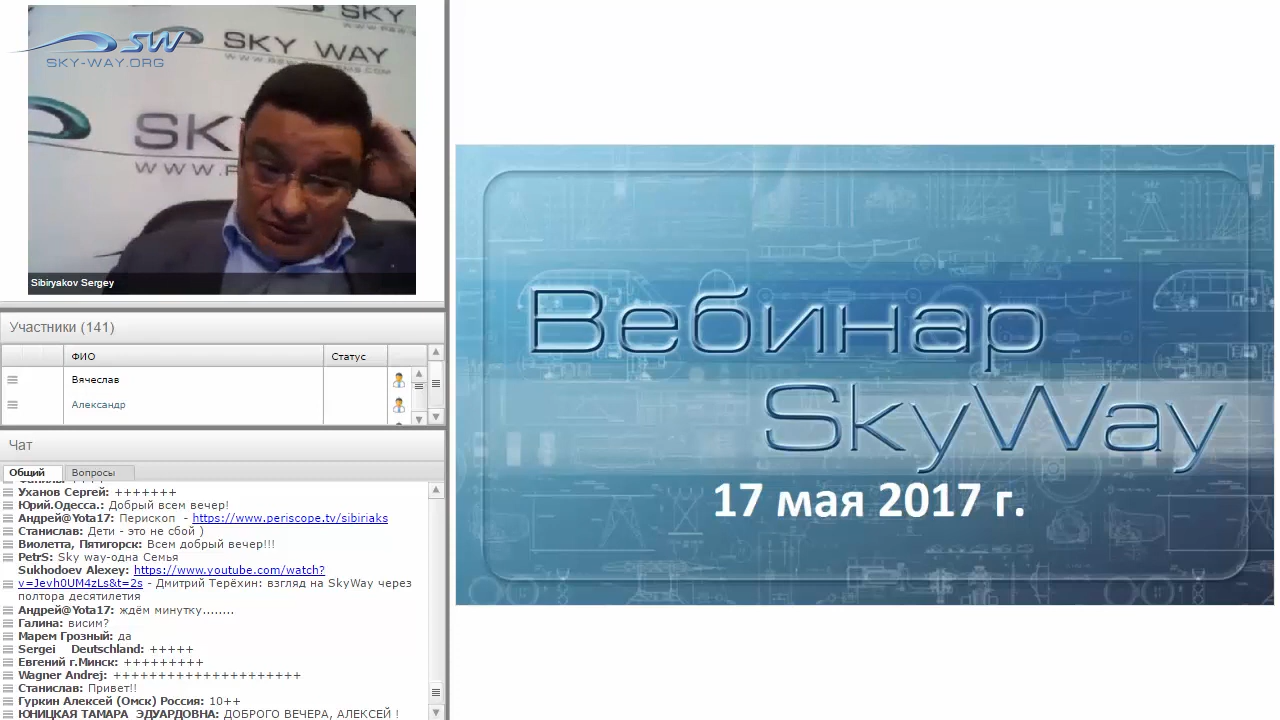 SKY
SW
SKY WAY
SKY-WAY.ORG
SK
WWW.
Sibiryakov Sergey
Вебинар
SkyWay
17 мая 2017 г.
Участники (141)
ФИО Статус
Вячеслав
Александр
Чат
Общий Вопросы
Уханов Сергей: +++++++
Юрий.Одесса.: Добрый всем вечер!
Андрей@Yota17: Перископ - https://www.periscope.tv/sibiriaks
Станислав: Дети - это не сбой )
Виолетта, Пятигорск: Всем добрый вечер!!!
PetrS: Sky way-одна Семья
Sukhodoev Alexey: https://www.youtube.com/watch?
v=Jevh0UM4zLs&t=2s - Дмитрий Терёхин: взгляд на SkyWay через
полтора десятилетия
Андрей@Yota17: ждём минутку........
Галина: висим?
Марем Грозный: да
Sergei Deutschland: +++++
Евгений г.Минск: +++++++++
Wagner Andrej: +++++++++++++++++++++
Станислав: Привет!!
Гуркин Алексей (Омск) Россия: 10++
ЮНИЦКАЯ ТАМАРА ЭДУАРДОВНА: ДОБРОГО ВЕЧЕРА, АЛЕКСЕЙ !